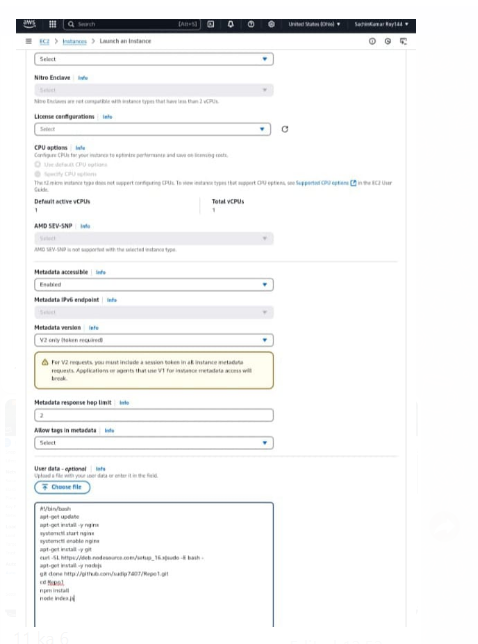 aws
Search
[Alt+S]
United States (Ohio)
SachinKumar Ray144
EC2 > Instances > Launch an instance
Select
Nitro Enclave | Info
Select
Nitro Enclaves are not compatible with instance types that have less than 2 vCPUs.
License configurations | Info
Select
CPU options | Info
Configure CPUs for your instance to optimize performance and save on licensing costs.
Use default CPU options
Specify CPU options
The t2.micro instance type does not support configuring CPUs. To view instance types that support CPU options, see Supported CPU options in the EC2 User
Guide.
Default active vCPUs
1
Total vCPUs
1
AMD SEV-SNP | Info
Select
AMD SEV-SNP is not supported with the selected instance type.
Metadata accessible | Info
Enabled
Metadata IPv6 endpoint | Info
Select
Metadata version | Info
V2 only (token required)
For V2 requests, you must include a session token in all instance metadata
requests. Applications or agents that use V1 for instance metadata access will
break.
Metadata response hop limit | Info
2
Allow tags in metadata | Info
Select
User data - optional | Info
Upload a file with your user data or enter it in the field.
Choose file
#!/bin/bash
apt-get update
apt-get install -y nginx
systemctl start nginx
systemctl enable nginx
apt-get install -y git
curl -SL https://deb.nodesource.com/setup_16.x|sudo -E bash -
apt-get install -y nodejs
git clone http://github.com/sadip7407/Repo1.git
cd Repo1
npm install
node index.js